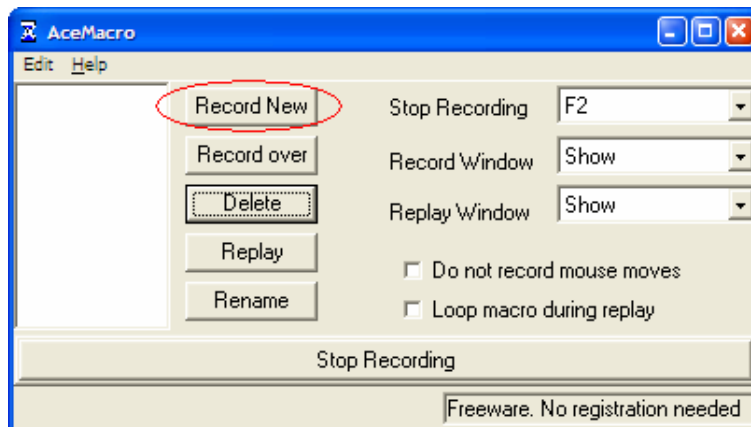 AceMacro
Edit Help
Record New
Stop Recording F2
Record over
Record Window Show
Delete
Replay Window Show
Replay
Do not record mouse moves
Rename
Loop macro during replay
Stop Recording
Freeware. No registration needed